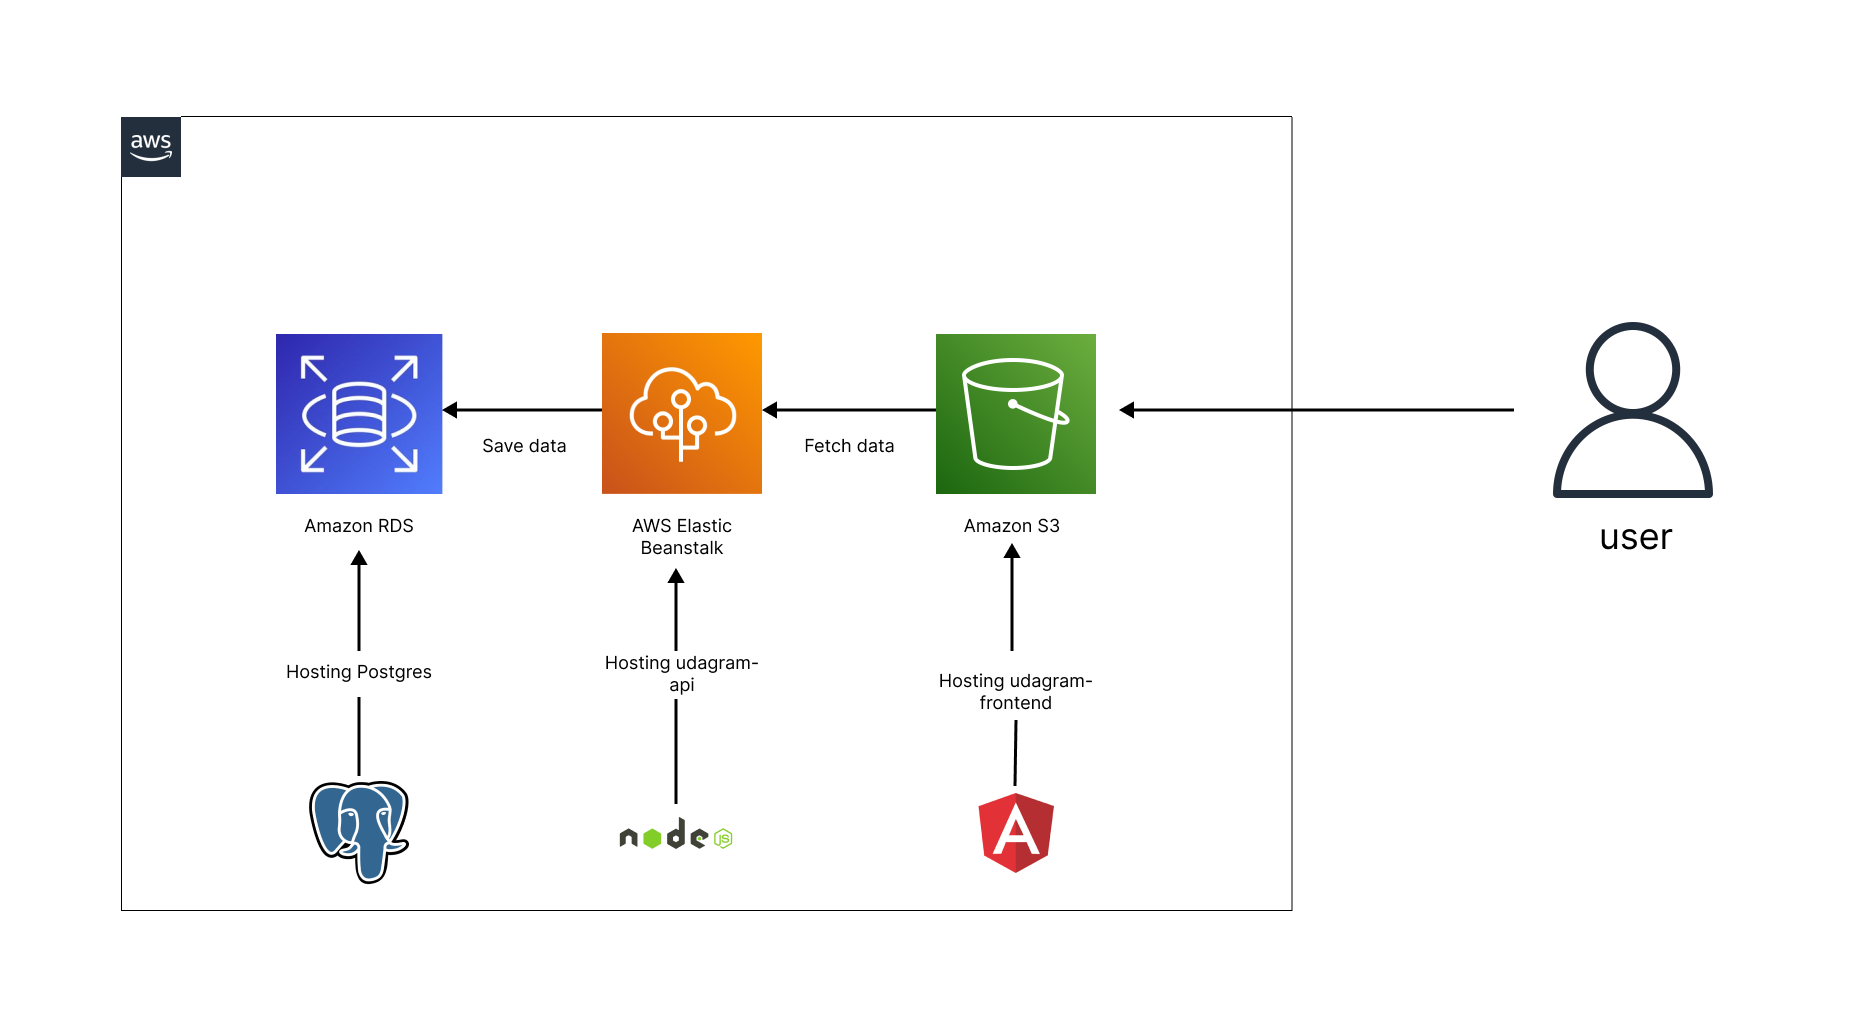 aws
Save data
Fetch data
Amazon RDS
AWS Elastic
Beanstalk
Amazon S3
user
Hosting Postgres
Hosting udagram-
api
Hosting udagram-
frontend
node
JS
A